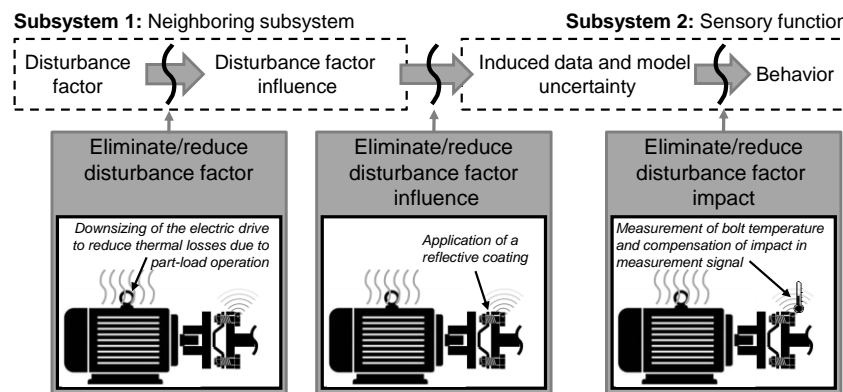 Subsystem 1: Neighboring subsystem
Subsystem 2: Sensory function
Disturbance
factor
Disturbance factor
influence
Induced data and model
uncertainty
Behavior
Eliminate/reduce
disturbance factor
Eliminate/reduce
disturbance factor
influence
Eliminate/reduce
disturbance factor
impact
Downsizing of the electric drive
to reduce thermal losses due to
part-load operation
Application of a
reflective coating
Measurement of bolt temperature
and compensation of impact in
measurement signal